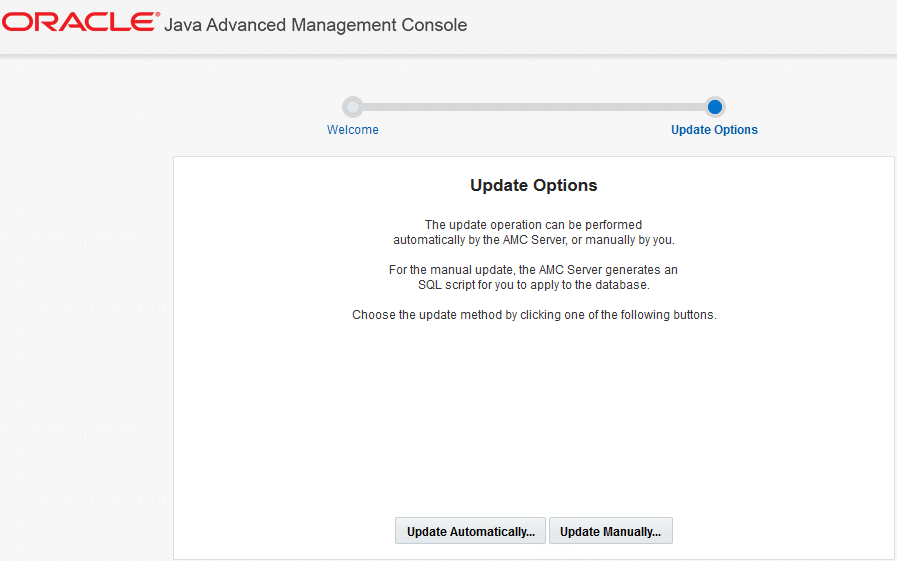 ORACLE® Java Advanced Management Console
Welcome
Update Options
Update Options
The update operation can be performed
automatically by the AMC Server, or manually by you.
For the manual update, the AMC Server generates an
SQL script for you to apply to the database.
Choose the update method by clicking one of the following buttons.
Update Automatically...
Update Manually...